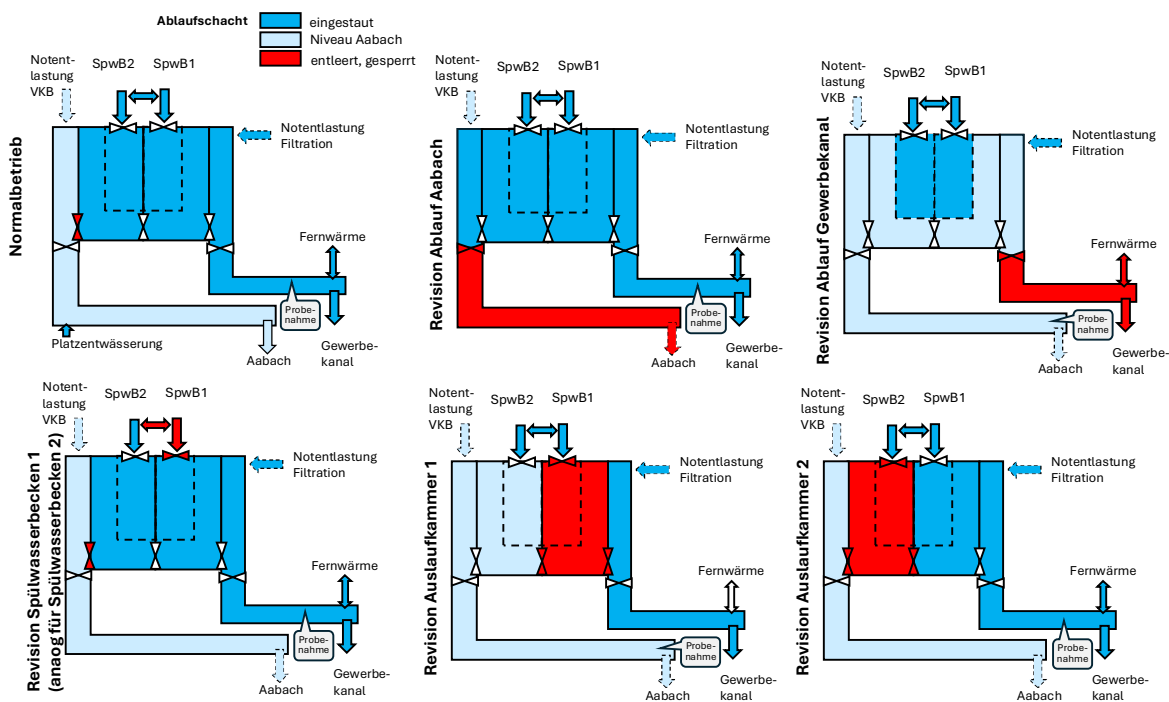 Ablaufschacht
eingestaut
Niveau Aabach
entleert, gesperrt
Normalbetrieb
Notent-
lastung
VKB
SpwB2
SpwB1
Notentlastung
Filtration
Fernwärme
Probe-
nahme
Platzentwässerung
Aabach
Gewerbe-
kanal
Revision Ablauf Aabach
Notent-
lastung
VKB
SpwB2
SpwB1
Notentlastung
Filtration
Fernwärme
Probe-
nahme
Aabach
Gewerbe-
kanal
Revision Ablauf Gewerbekanal
Notent-
lastung
VKB
SpwB2
SpwB1
Notentlastung
Filtration
Fernwärme
Probe-
nahme
Aabach
Gewerbe-
kanal
Revision Spülwasserbecken 1
(anaog für Spülwasserbecken 2)
Notent-
lastung
VKB
SpwB2
SpwB1
Notentlastung
Filtration
Fernwärme
Probe-
nahme
Aabach
Gewerbe-
kanal
Revision Auslaufkammer 1
Notent-
lastung
VKB
SpwB2
SpwB1
Notentlastung
Filtration
Fernwärme
Probe-
nahme
Aabach
Gewerbe-
kanal
Revision Auslaufkammer 2
Notent-
lastung
VKB
SpwB2
SpwB1
Notentlastung
Filtration
Fernwärme
Probe-
nahme
Aabach
Gewerbe-
kanal